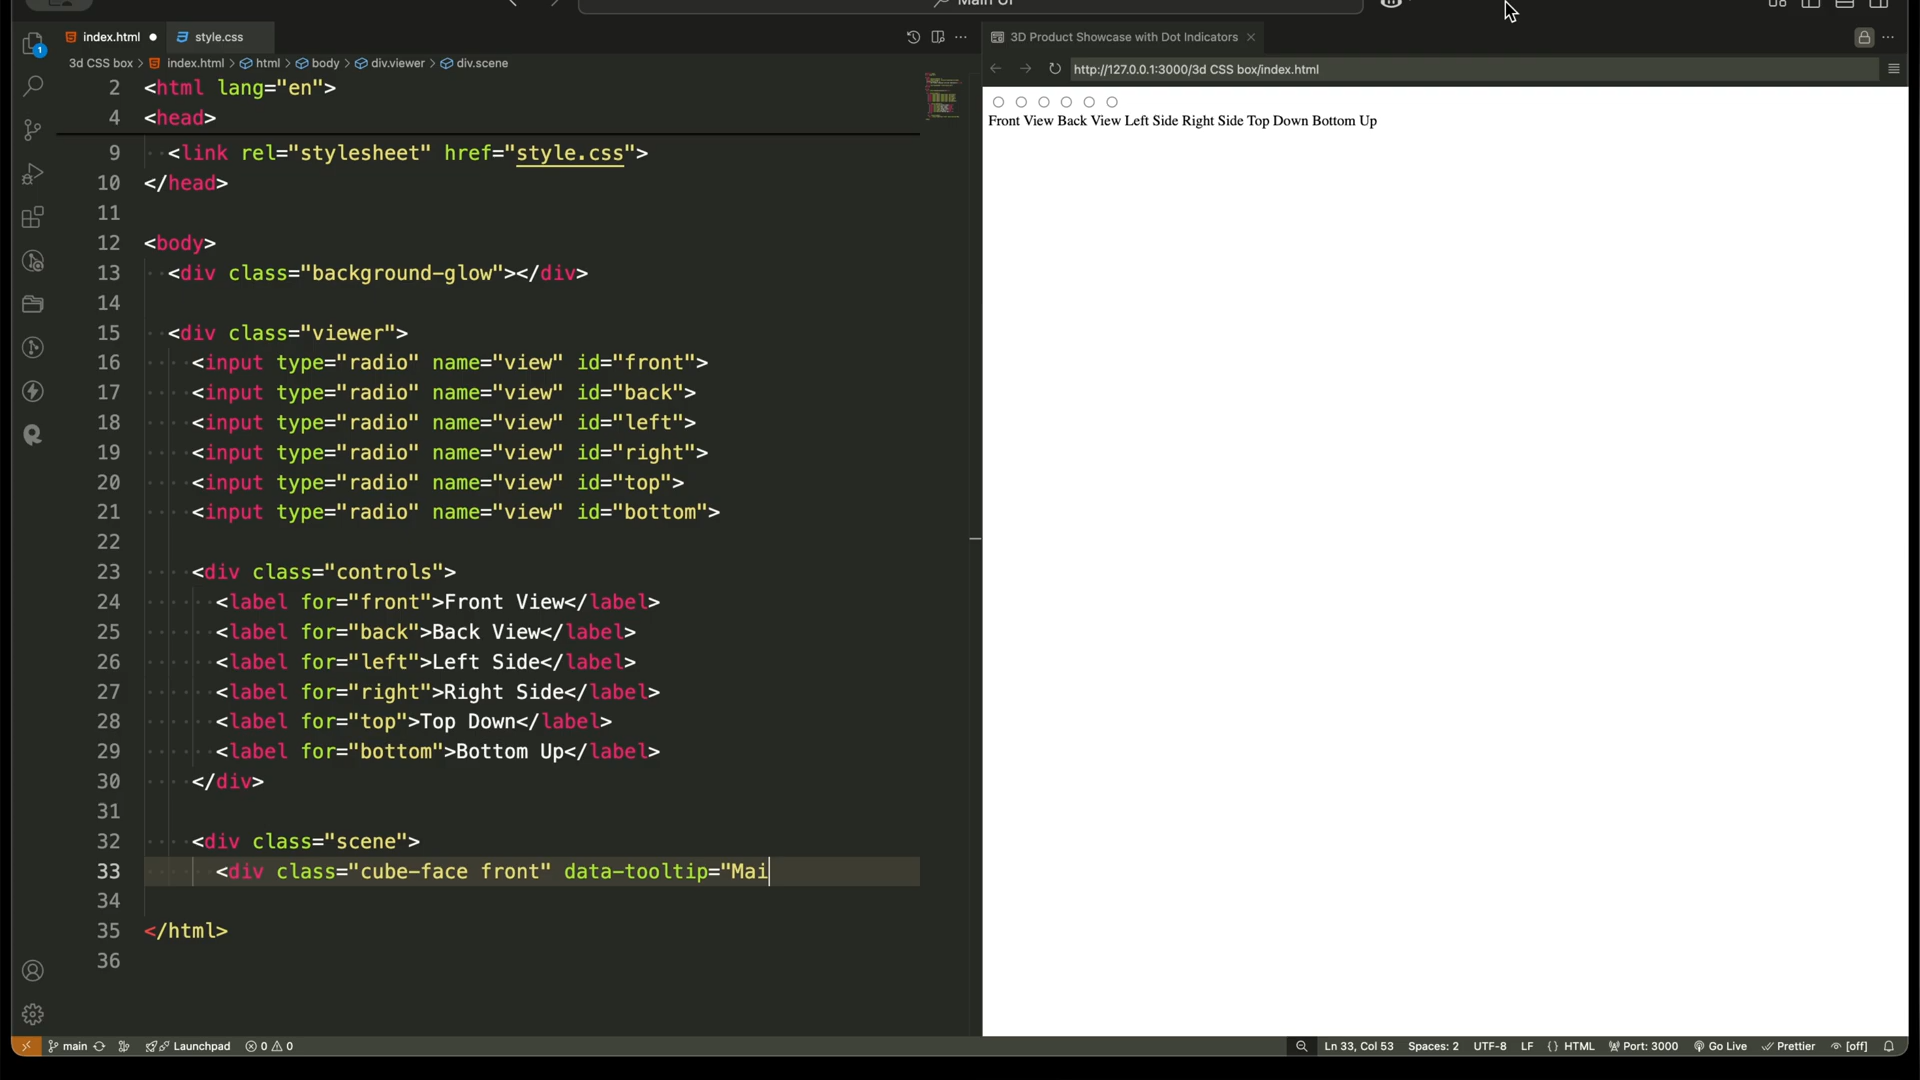 Main UI
index.html
style.css
3D Product Showcase with Dot Indicators
3d CSS box > index.html > html > body > div.viewer > div.scene
http://127.0.0.1:3000/3d CSS box/index.html
2 <html lang="en">
4 <head>
9 <link rel="stylesheet" href="style.css">
10 </head>
11
12 <body>
13 <div class="background-glow"></div>
14
15 <div class="viewer">
16 <input type="radio" name="view" id="front">
17 <input type="radio" name="view" id="back">
18 <input type="radio" name="view" id="left">
19 <input type="radio" name="view" id="right">
20 <input type="radio" name="view" id="top">
21 <input type="radio" name="view" id="bottom">
22
23 <div class="controls">
24 <label for="front">Front View</label>
25 <label for="back">Back View</label>
26 <label for="left">Left Side</label>
27 <label for="right">Right Side</label>
28 <label for="top">Top Down</label>
29 <label for="bottom">Bottom Up</label>
30 </div>
31
32 <div class="scene">
33 <div class="cube-face front" data-tooltip="Mai
34
35 </html>
36
Front View Back View Left Side Right Side Top Down Bottom Up
1
main Launchpad 0 0
Ln 33, Col 53 Spaces: 2 UTF-8 LF {} HTML Port: 3000 Go Live Prettier [off]